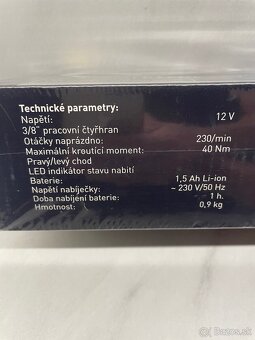 Technické parametry:
Napětí: 12 V
3/8" pracovní čtyřhran
Otáčky naprázdno: 230/min
Maximální kroutící moment: 40 Nm
Pravý/levý chod
LED indikátor stavu nabití
Baterie: 1,5 Ah Li-ion
Napětí nabíječky: ~ 230 V/50 Hz
Doba nabíjení baterie: 1 h.
Hmotnost: 0,9 kg
Bazos.sk